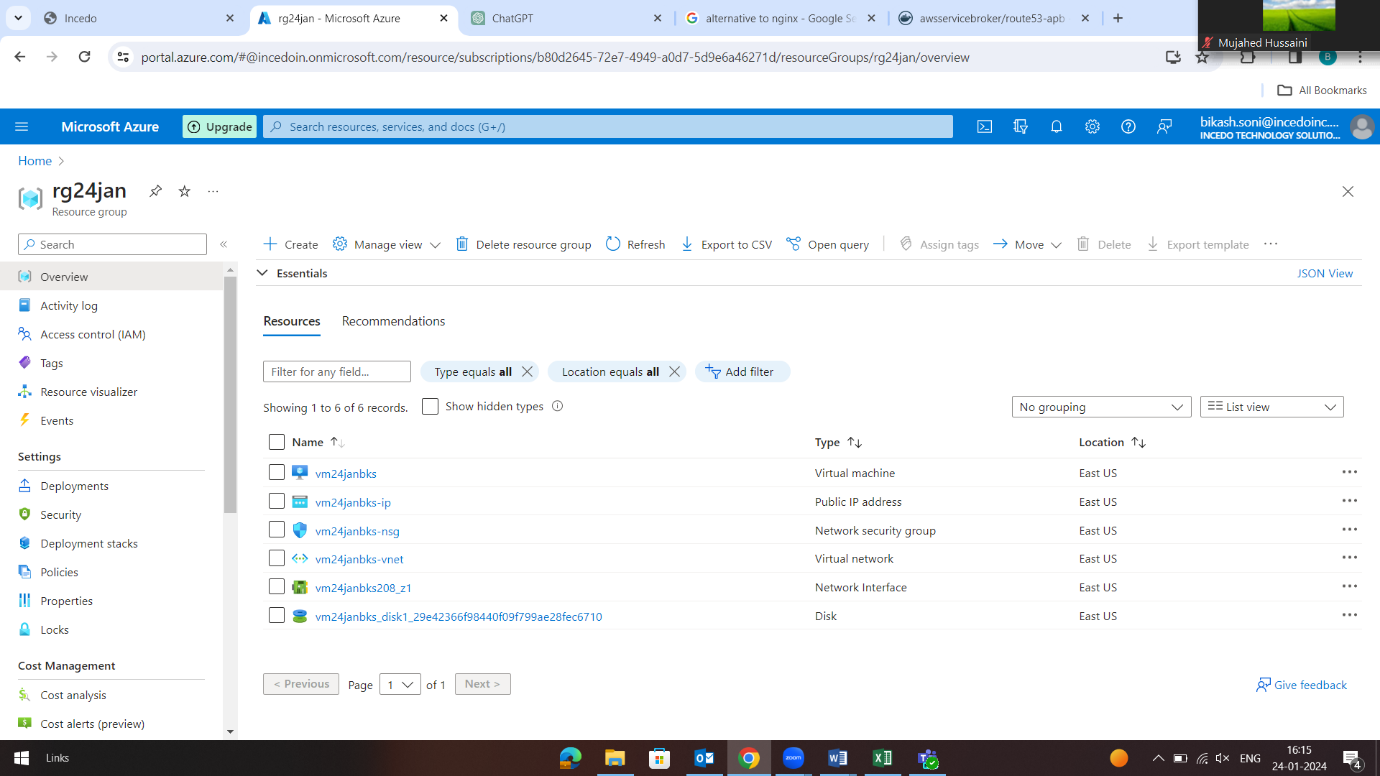 Incedo
rg24jan - Microsoft Azure
ChatGPT
alternative to nginx - Google Se
awsservicebroker/route53-apb
Mujahed Hussaini
portal.azure.com/#@incedoin.onmicrosoft.com/resource/subscriptions/b80d2645-72e7-4949-a0d7-5d9e6a46271d/resourceGroups/rg24jan/overview
B
All Bookmarks
Microsoft Azure
Upgrade
Search resources, services, and docs (G+/)
bikash.soni@incedoinc....
INCEDO TECHNOLOGY SOLUTIO...
Home
rg24jan
Resource group
Search
Create
Manage view
Delete resource group
Refresh
Export to CSV
Open query
Assign tags
Move
Delete
Export template
Overview
Activity log
Access control (IAM)
Tags
Resource visualizer
Events
Settings
Deployments
Security
Deployment stacks
Policies
Properties
Locks
Cost Management
Cost analysis
Cost alerts (preview)
Essentials
JSON View
Resources
Recommendations
Filter for any field...
Type equals all
Location equals all
Add filter
Showing 1 to 6 of 6 records.
Show hidden types
No grouping
List view
Name
Type
Location
vm24janbks
Virtual machine
East US
vm24janbks-ip
Public IP address
East US
vm24janbks-nsg
Network security group
East US
vm24janbks-vnet
Virtual network
East US
vm24janbks208_z1
Network Interface
East US
vm24janbks_disk1_29e42366f98440f09f799ae28fec6710
Disk
East US
< Previous
Page
1
of 1
Next >
Give feedback
Links
zoom
ENG
16:15
24-01-2024
4